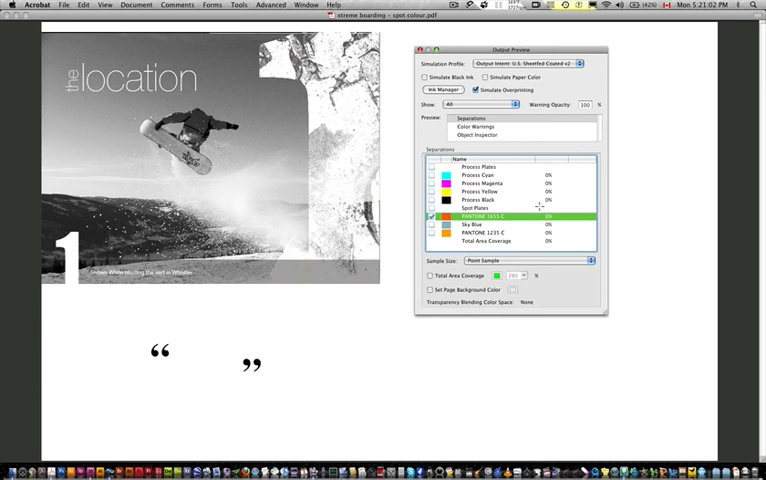 Acrobat File Edit View Document Comments Forms Tools Advanced Window Help
(42%) CA Mon 5:21:02 PM
xtreme boarding - spot colour.pdf
the location
1
“ ”
Output Preview
Simulation Profile: Output Intent: U.S. Sheetfed Coated v2
Simulate Black Ink Simulate Paper Color
Ink Manager Simulate Overprinting
Show: All Warning Opacity: 100 %
Preview: Separations
Color Warnings
Object Inspector
Separations
Name
Process Plates
Process Cyan 0%
Process Magenta 0%
Process Yellow 0%
Process Black 0%
Spot Plates
PANTONE 1655 C 0%
Sky Blue 0%
PANTONE 1235 C 0%
Total Area Coverage 0%
Sample Size: Point Sample
Total Area Coverage 280 %
Set Page Background Color
Transparency Blending Color Space: None